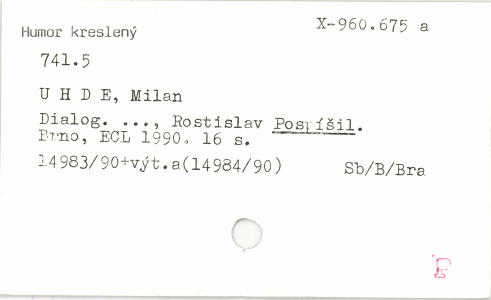 Humor kreslený
X-960.675 a
741.5
U H D E, Milan
Dialog. ..., Rostislav Pospíšil.
Brno, ECL 1990. 16 s.
14983/90+výt.a(14984/90) Sb/B/Bra
F